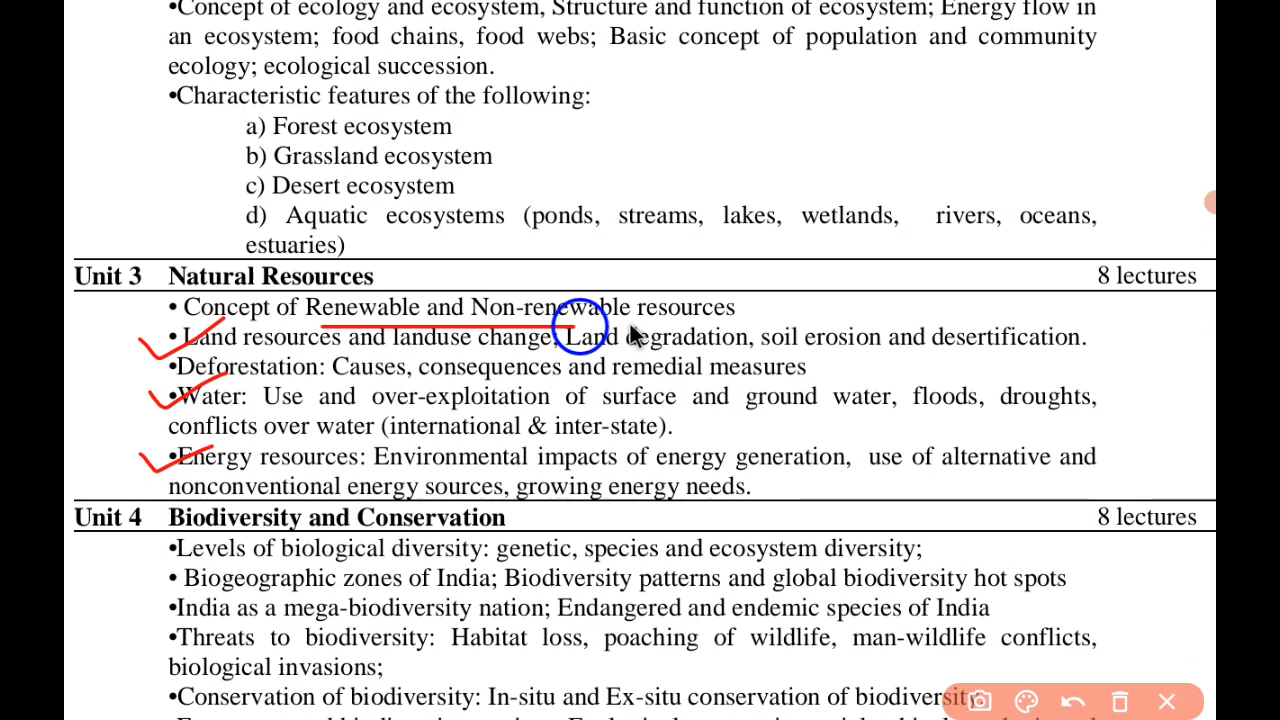 •Concept of ecology and ecosystem, Structure and function of ecosystem; Energy flow in
an ecosystem; food chains, food webs; Basic concept of population and community
ecology; ecological succession.
•Characteristic features of the following:
a) Forest ecosystem
b) Grassland ecosystem
c) Desert ecosystem
d) Aquatic ecosystems (ponds, streams, lakes, wetlands, rivers, oceans,
estuaries)
Unit 3 Natural Resources 8 lectures
• Concept of Renewable and Non-renewable resources
• Land resources and landuse change; Land degradation, soil erosion and desertification.
•Deforestation: Causes, consequences and remedial measures
•Water: Use and over-exploitation of surface and ground water, floods, droughts,
conflicts over water (international & inter-state).
•Energy resources: Environmental impacts of energy generation, use of alternative and
nonconventional energy sources, growing energy needs.
Unit 4 Biodiversity and Conservation 8 lectures
•Levels of biological diversity: genetic, species and ecosystem diversity;
• Biogeographic zones of India; Biodiversity patterns and global biodiversity hot spots
•India as a mega-biodiversity nation; Endangered and endemic species of India
•Threats to biodiversity: Habitat loss, poaching of wildlife, man-wildlife conflicts,
biological invasions;
•Conservation of biodiversity: In-situ and Ex-situ conservation of biodiversity.